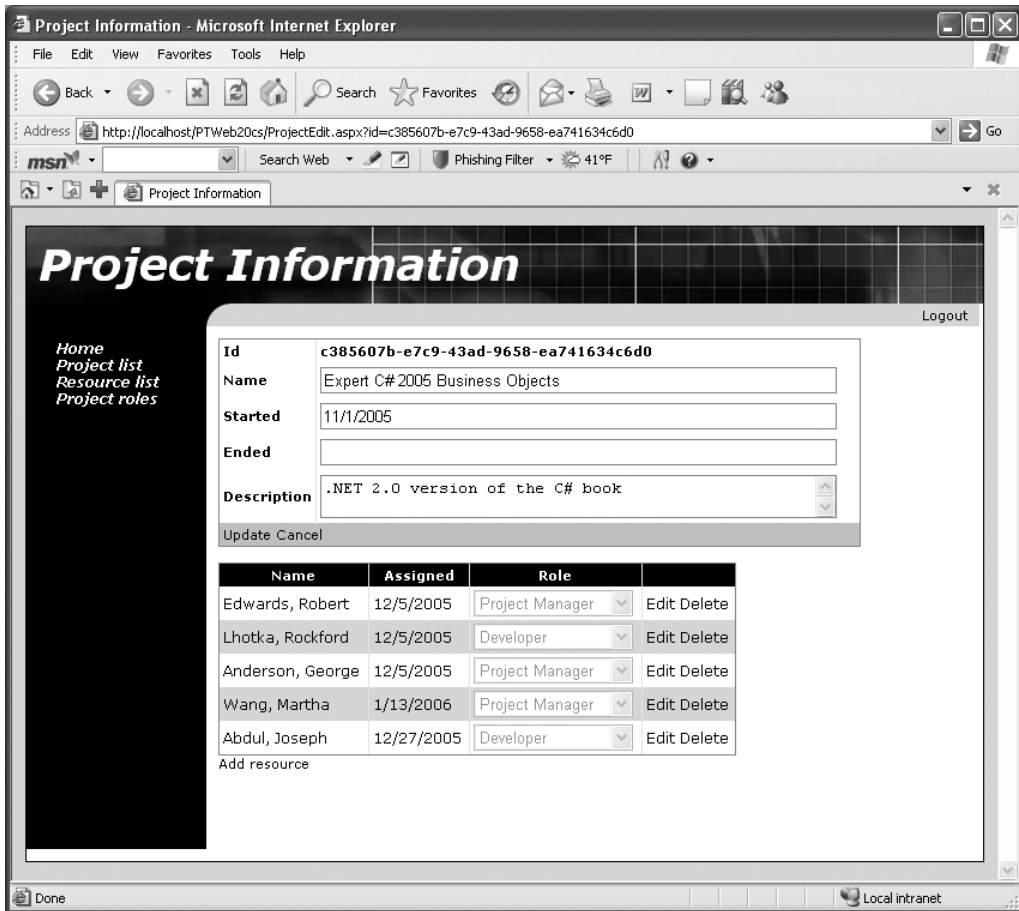 Project Information - Microsoft Internet Explorer
File Edit View Favorites Tools Help
Back Search Favorites W
Address http://localhost/PTWeb20cs/ProjectEdit.aspx?id=c385607b-e7c9-43ad-9658-ea741634c6d0 Go
msn Search Web Phishing Filter 41°F
Project Information
Project Information
Logout
Home
Project list
Resource list
Project roles
Id c385607b-e7c9-43ad-9658-ea741634c6d0
Name Expert C# 2005 Business Objects
Started 11/1/2005
Ended
Description .NET 2.0 version of the C# book
Update Cancel
Name Assigned Role
Edwards, Robert 12/5/2005 Project Manager Edit Delete
Lhotka, Rockford 12/5/2005 Developer Edit Delete
Anderson, George 12/5/2005 Project Manager Edit Delete
Wang, Martha 1/13/2006 Project Manager Edit Delete
Abdul, Joseph 12/27/2005 Developer Edit Delete
Add resource
Done Local intranet